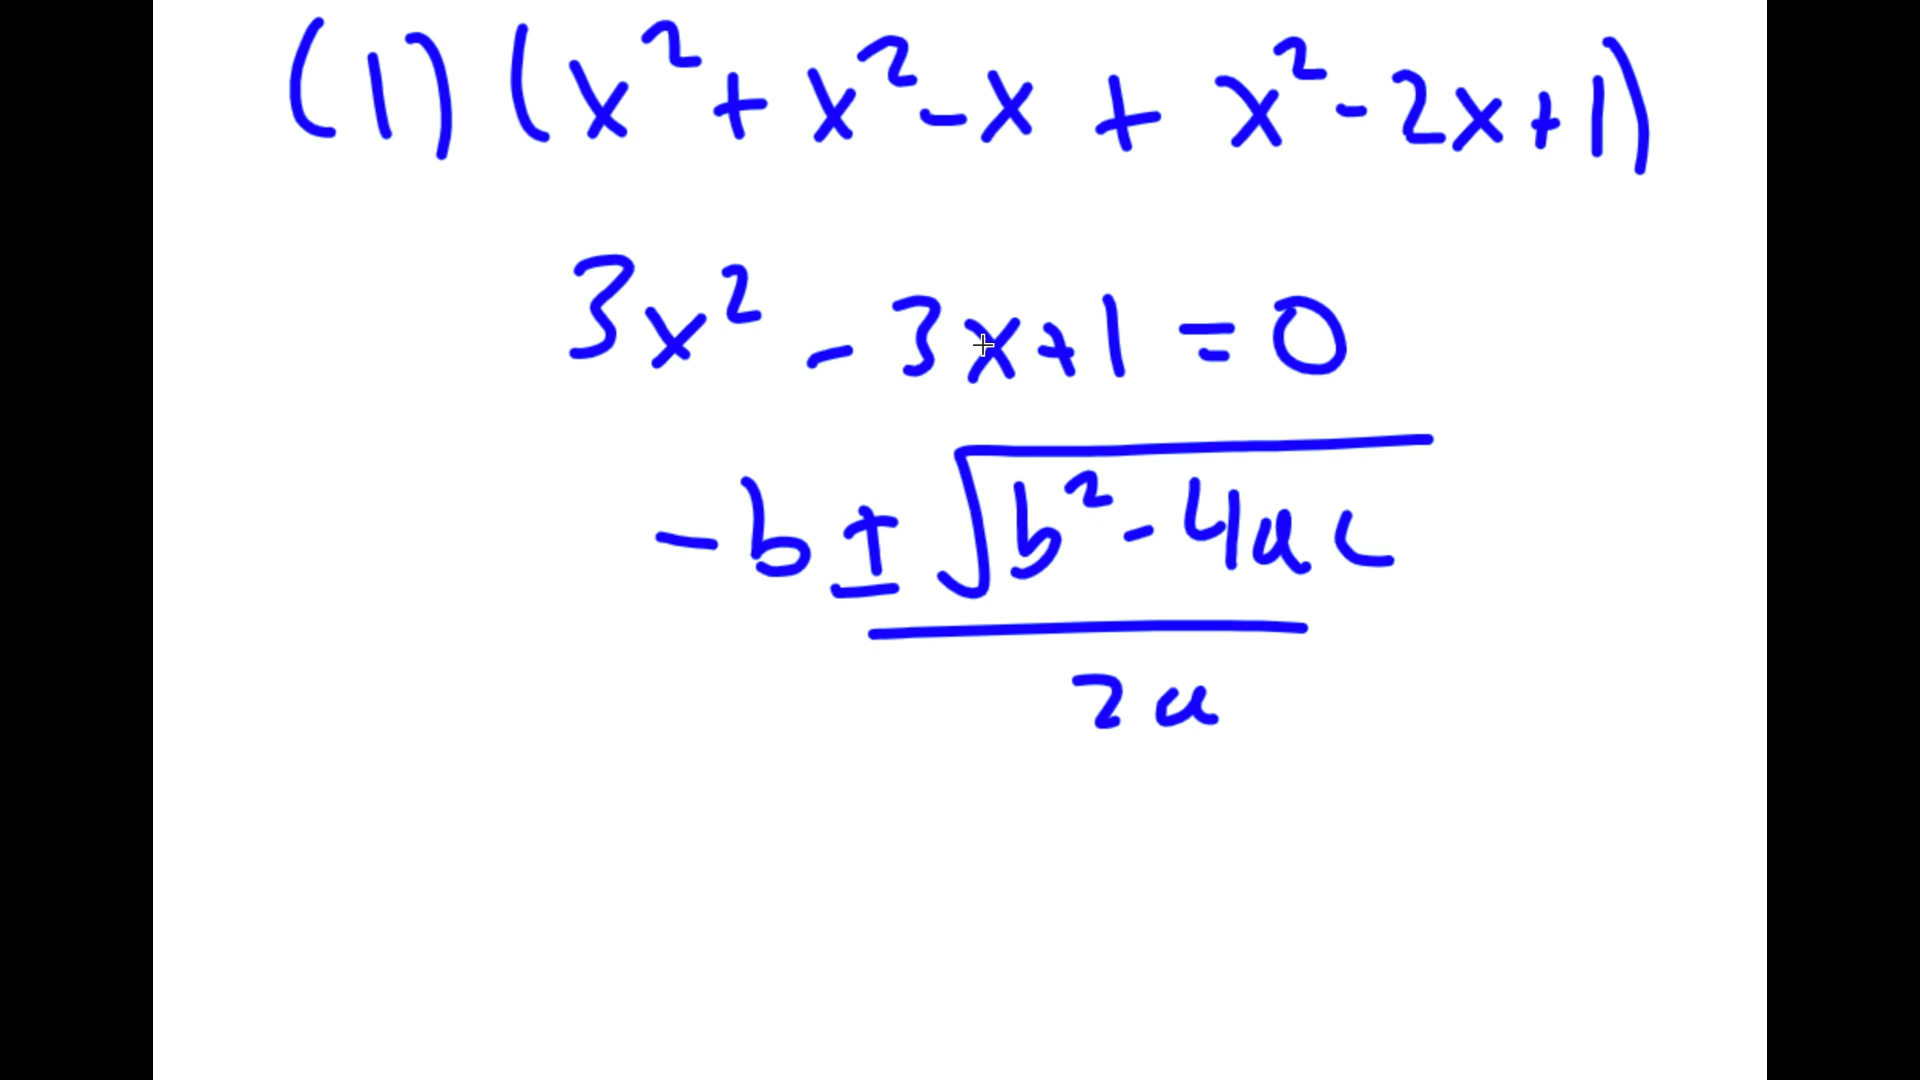 (1)(x² + x² - x + x² - 2x + 1)
3x² - 3x + 1 = 0
-b ± √(b² - 4ac)
2a